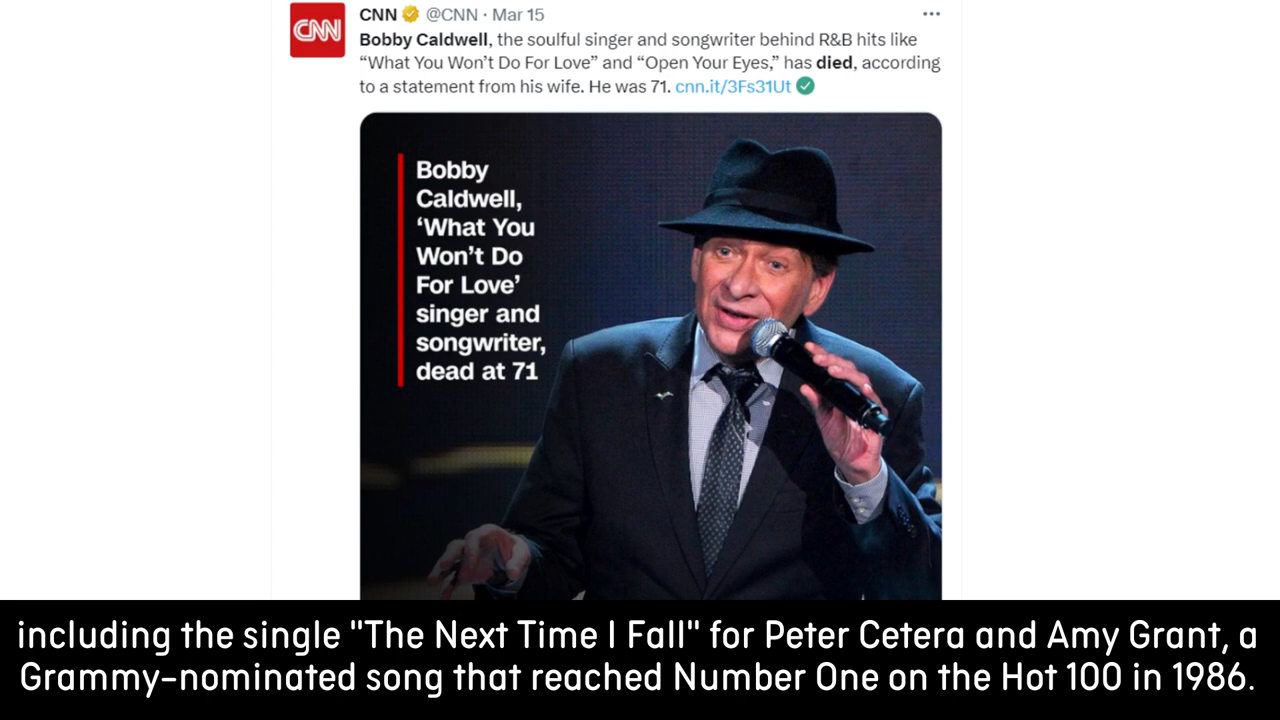 CNN @CNN · Mar 15
Bobby Caldwell, the soulful singer and songwriter behind R&B hits like
“What You Won’t Do For Love” and “Open Your Eyes,” has died, according
to a statement from his wife. He was 71. cnn.it/3Fs31Ut
CNN
Bobby
Caldwell,
‘What You
Won’t Do
For Love’
singer and
songwriter,
dead at 71
including the single "The Next Time I Fall" for Peter Cetera and Amy Grant, a
Grammy-nominated song that reached Number One on the Hot 100 in 1986.